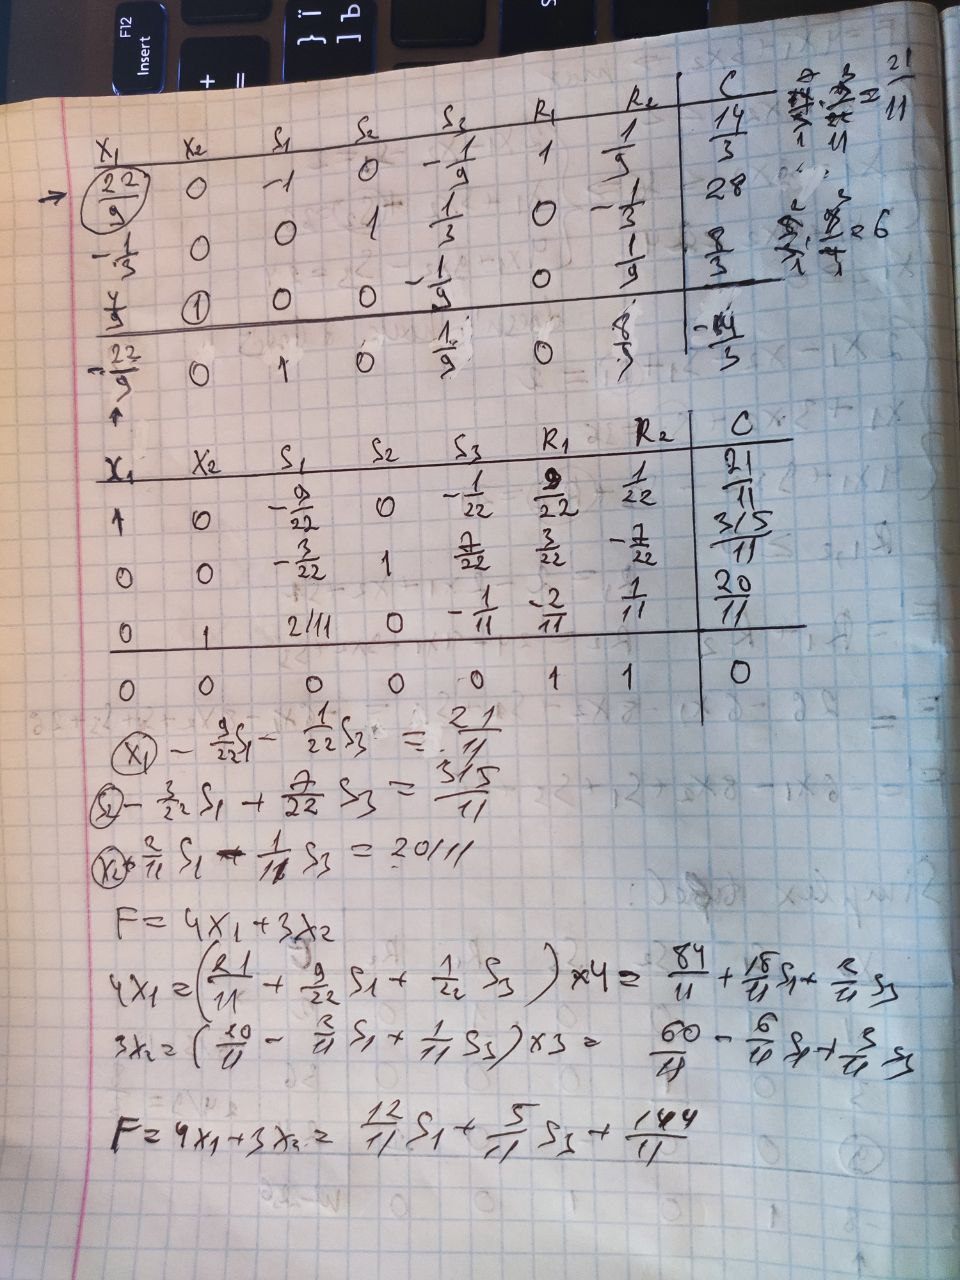 F12
Insert
+
=
} Ї
] Ъ
X₁ X₂ S₁ S₂ S₃ R₁ R₂ C
→ 22/9 0 -1 0 -1/9 1 1/9 14/3 = 21/11
-1/3 0 0 1 1/3 0 -1/3 28
1 0 0 -1/9 0 1/9 8/3 = 6
-22/9 0 1 0 1/9 0 8/9
↑
X₁ X₂ S₁ S₂ S₃ R₁ R₂ C
1 0 -9/22 0 -1/22 9/22 1/22 21/11
0 0 -3/22 1 7/22 3/22 -7/22 315/11
0 1 2/11 0 -1/11 -2/11 1/11 20/11
0 0 0 0 0 1 1 0
X₁ - 9/22 S₁ - 1/22 S₃ = 21/11
S₂ - 3/22 S₁ + 7/22 S₃ = 315/11
X₂ + 2/11 S₁ - 1/11 S₃ = 20/11
F = 4X₁ + 3X₂
4X₁ = (21/11 + 9/22 S₁ + 1/22 S₃) x4 = 84/11 + 18/11 S₁ + 2/11 S₃
3X₂ = (20/11 - S₁ + 1/11 S₃) x3 = 60/11 - 6/11 S₁ + 3/11 S₃
F = 4X₁ + 3X₂ = 12/11 S₁ + 5/11 S₃ + 144/11